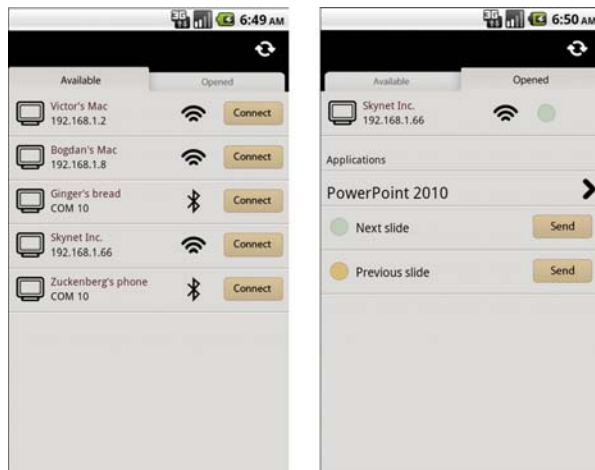 3G 6:49 AM
Available Opened
Victor's Mac
192.168.1.2
Connect
Bogdan's Mac
192.168.1.8
Connect
Ginger's bread
COM 10
Connect
Skynet Inc.
192.168.1.66
Connect
Zuckenberg's phone
COM 10
Connect
3G 6:50 AM
Available Opened
Skynet Inc.
192.168.1.66
Applications
PowerPoint 2010
Next slide Send
Previous slide Send